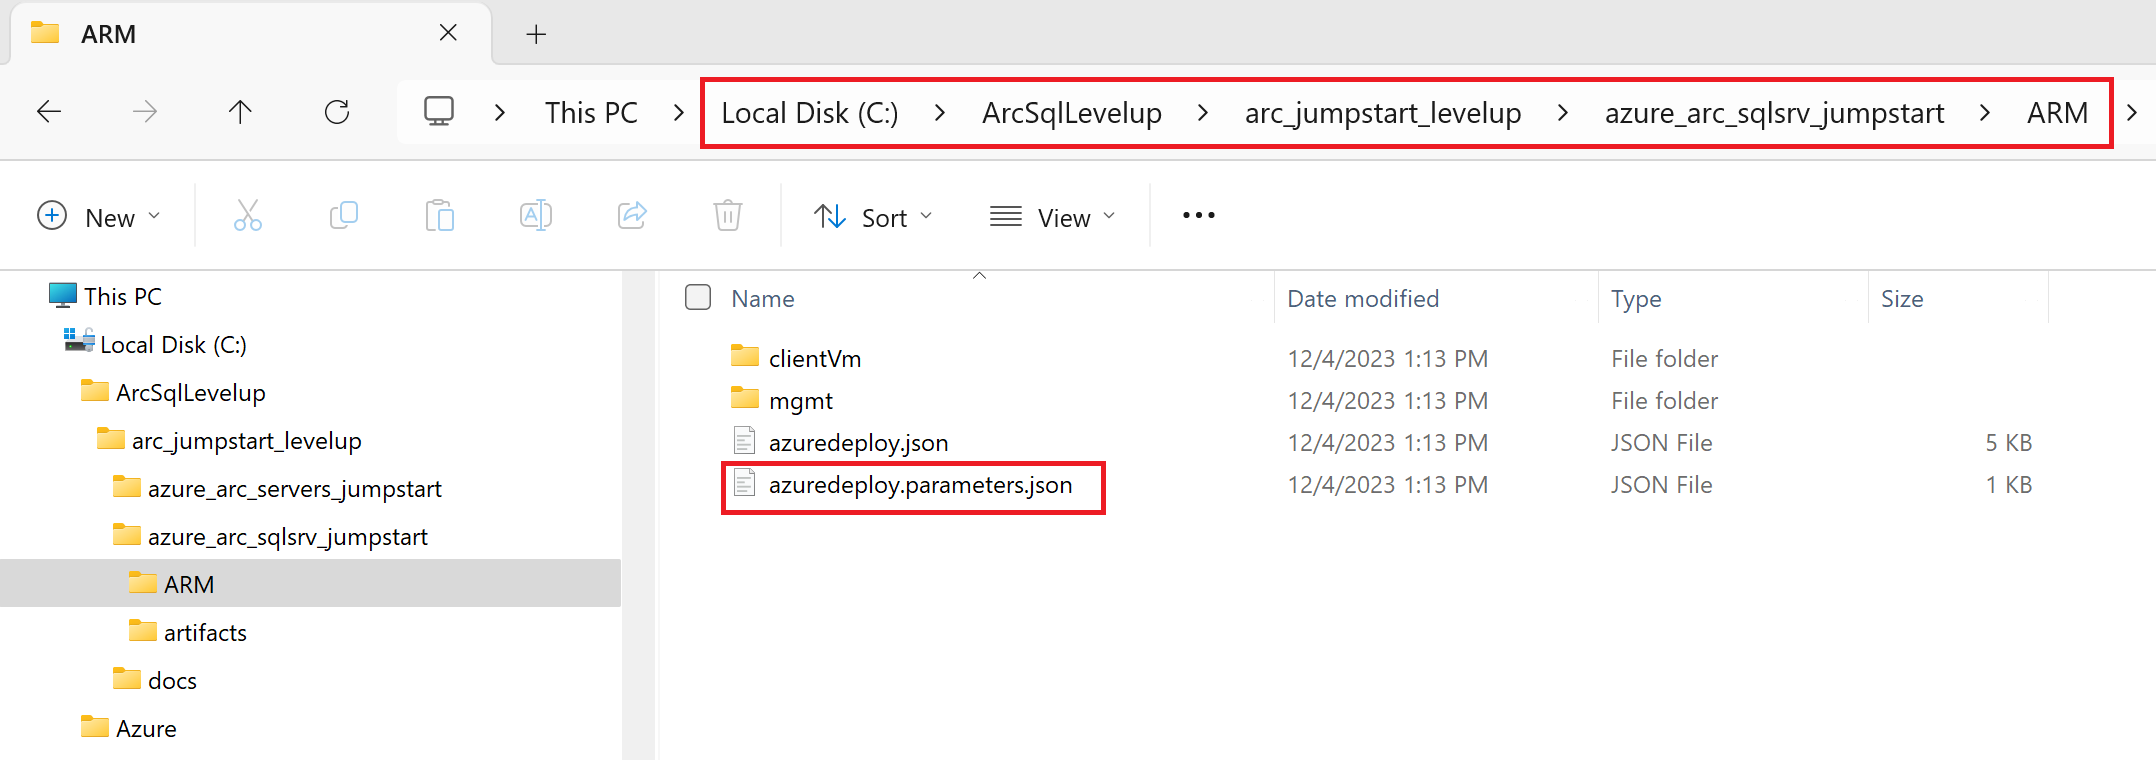 ARM
This PC > Local Disk (C:) > ArcSqlLevelup > arc_jumpstart_levelup > azure_arc_sqlsrv_jumpstart > ARM >
New Sort View
This PC
Local Disk (C:)
ArcSqlLevelup
arc_jumpstart_levelup
azure_arc_servers_jumpstart
azure_arc_sqlsrv_jumpstart
ARM
artifacts
docs
Azure
Name Date modified Type Size
clientVm 12/4/2023 1:13 PM File folder
mgmt 12/4/2023 1:13 PM File folder
azuredeploy.json 12/4/2023 1:13 PM JSON File 5 KB
azuredeploy.parameters.json 12/4/2023 1:13 PM JSON File 1 KB